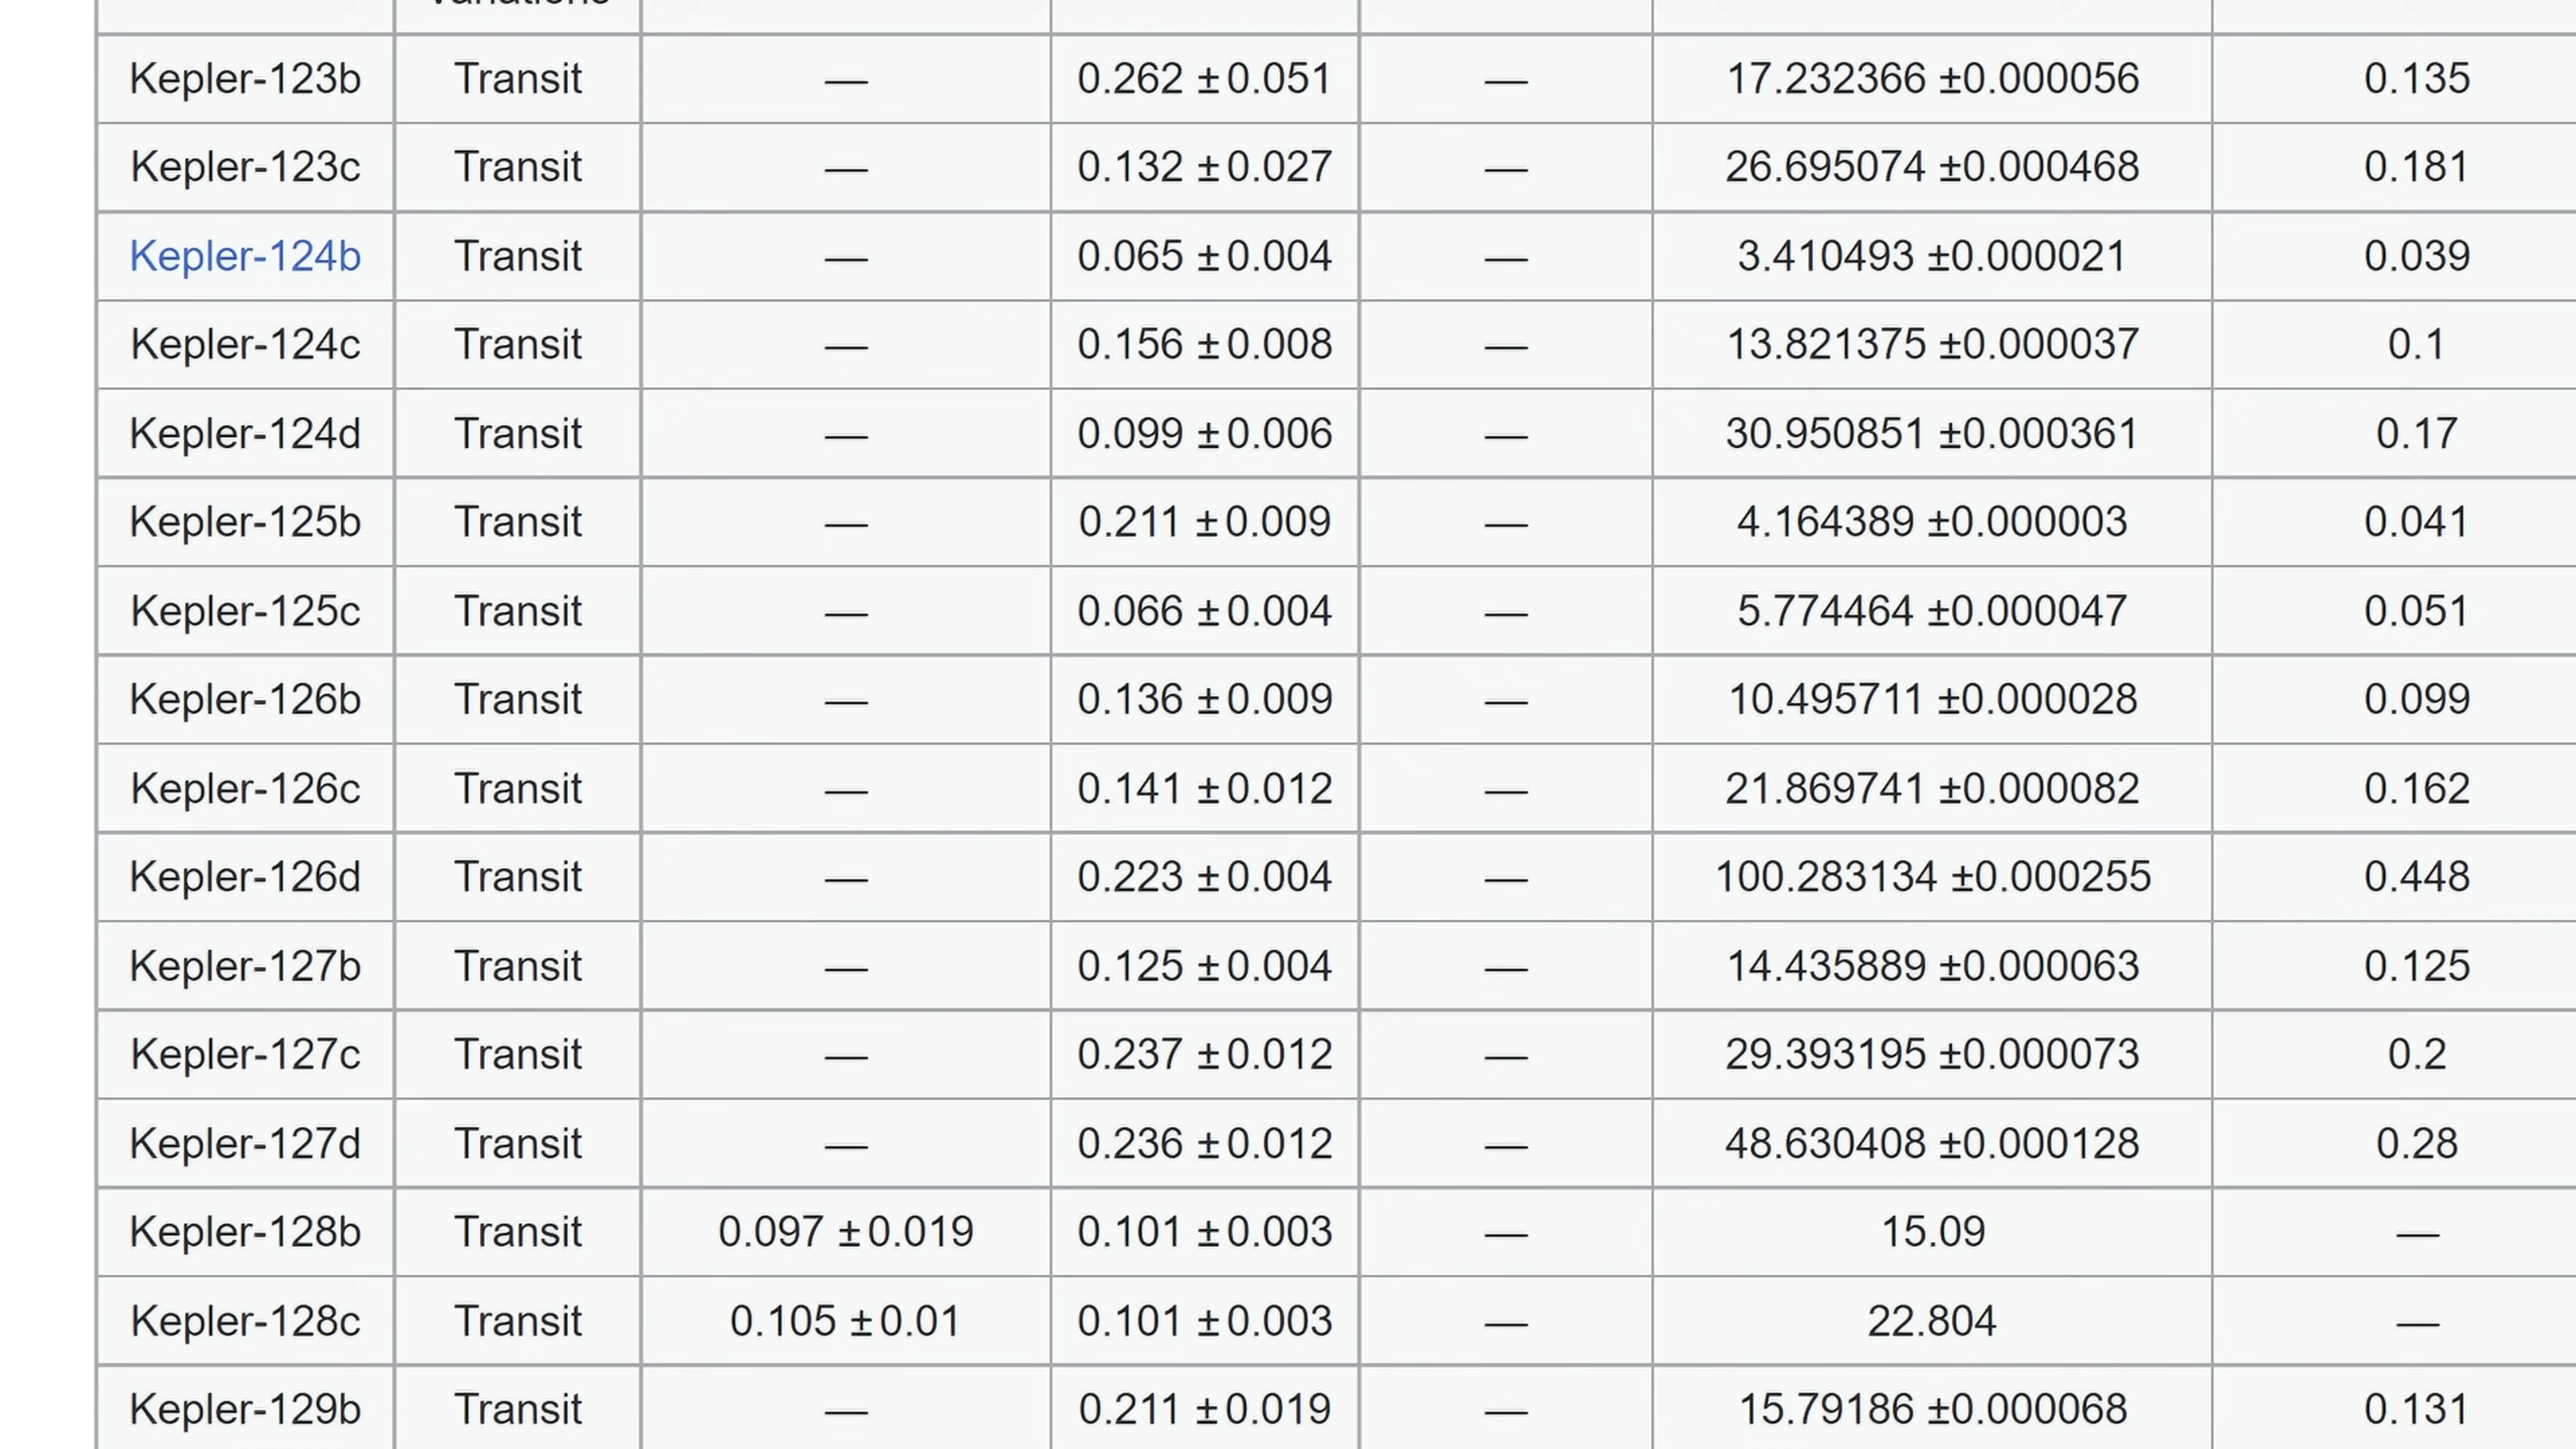 Kepler-123b Transit — 0.262 ±0.051 — 17.232366 ±0.000056 0.135
Kepler-123c Transit — 0.132 ±0.027 — 26.695074 ±0.000468 0.181
Kepler-124b Transit — 0.065 ±0.004 — 3.410493 ±0.000021 0.039
Kepler-124c Transit — 0.156 ±0.008 — 13.821375 ±0.000037 0.1
Kepler-124d Transit — 0.099 ±0.006 — 30.950851 ±0.000361 0.17
Kepler-125b Transit — 0.211 ±0.009 — 4.164389 ±0.000003 0.041
Kepler-125c Transit — 0.066 ±0.004 — 5.774464 ±0.000047 0.051
Kepler-126b Transit — 0.136 ±0.009 — 10.495711 ±0.000028 0.099
Kepler-126c Transit — 0.141 ±0.012 — 21.869741 ±0.000082 0.162
Kepler-126d Transit — 0.223 ±0.004 — 100.283134 ±0.000255 0.448
Kepler-127b Transit — 0.125 ±0.004 — 14.435889 ±0.000063 0.125
Kepler-127c Transit — 0.237 ±0.012 — 29.393195 ±0.000073 0.2
Kepler-127d Transit — 0.236 ±0.012 — 48.630408 ±0.000128 0.28
Kepler-128b Transit 0.097 ±0.019 0.101 ±0.003 — 15.09 —
Kepler-128c Transit 0.105 ±0.01 0.101 ±0.003 — 22.804 —
Kepler-129b Transit — 0.211 ±0.019 — 15.79186 ±0.000068 0.131